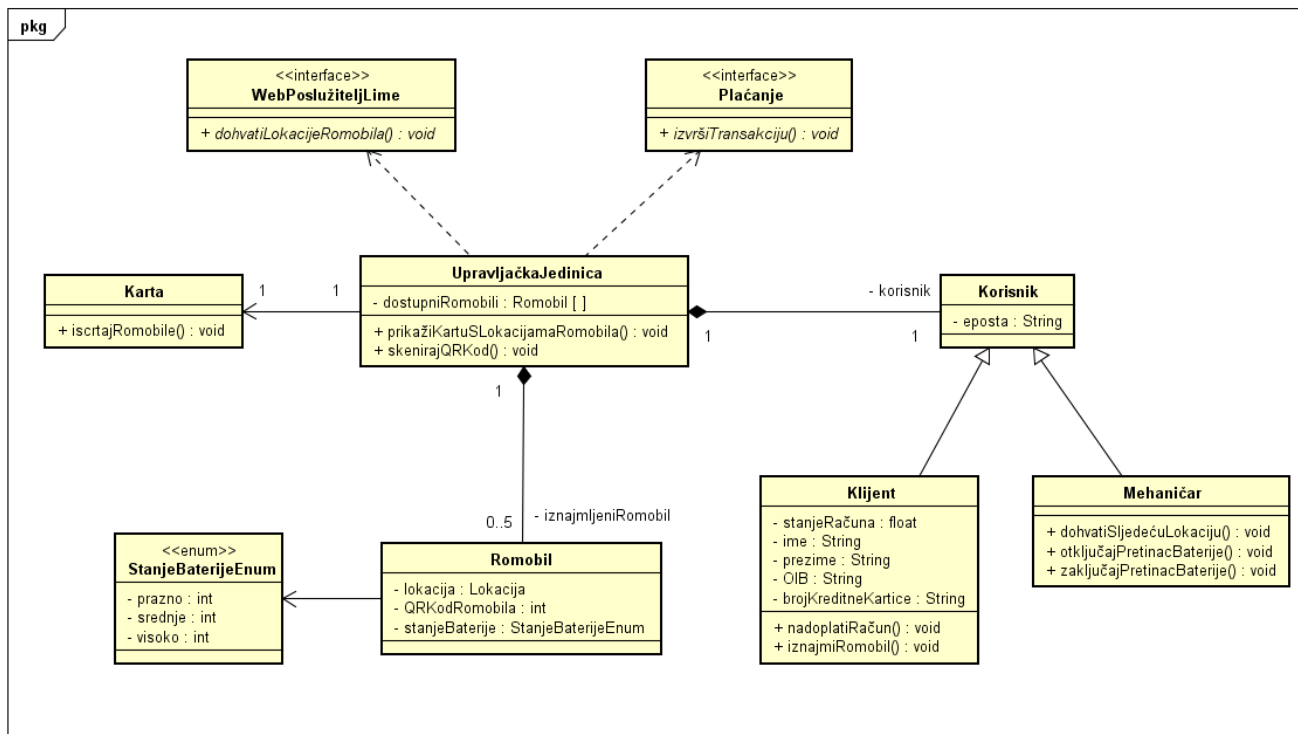 pkg
<<interface>>
WebPoslužiteljLime
+ dohvatiLokacijeRomobila() : void
<<interface>>
Plaćanje
+ izvršiTransakciju() : void
Karta
+ iscrtajRomobile() : void
1
1
UpravljačkaJedinica
- dostupniRomobili : Romobil [ ]
+ prikažiKartuSLokacijamaRomobila() : void
+ skenirajQRKod() : void
- korisnik
1
1
Korisnik
- eposta : String
1
0..5
- iznajmljeniRomobil
<<enum>>
StanjeBaterijeEnum
- prazno : int
- srednje : int
- visoko : int
Romobil
- lokacija : Lokacija
- QRKodRomobila : int
- stanjeBaterije : StanjeBaterijeEnum
Klijent
- stanjeRačuna : float
- ime : String
- prezime : String
- OIB : String
- brojKreditneKartice : String
+ nadoplatiRačun() : void
+ iznajmiRomobil() : void
Mehaničar
+ dohvatiSljedećuLokaciju() : void
+ otključajPretinacBaterije() : void
+ zaključajPretinacBaterije() : void